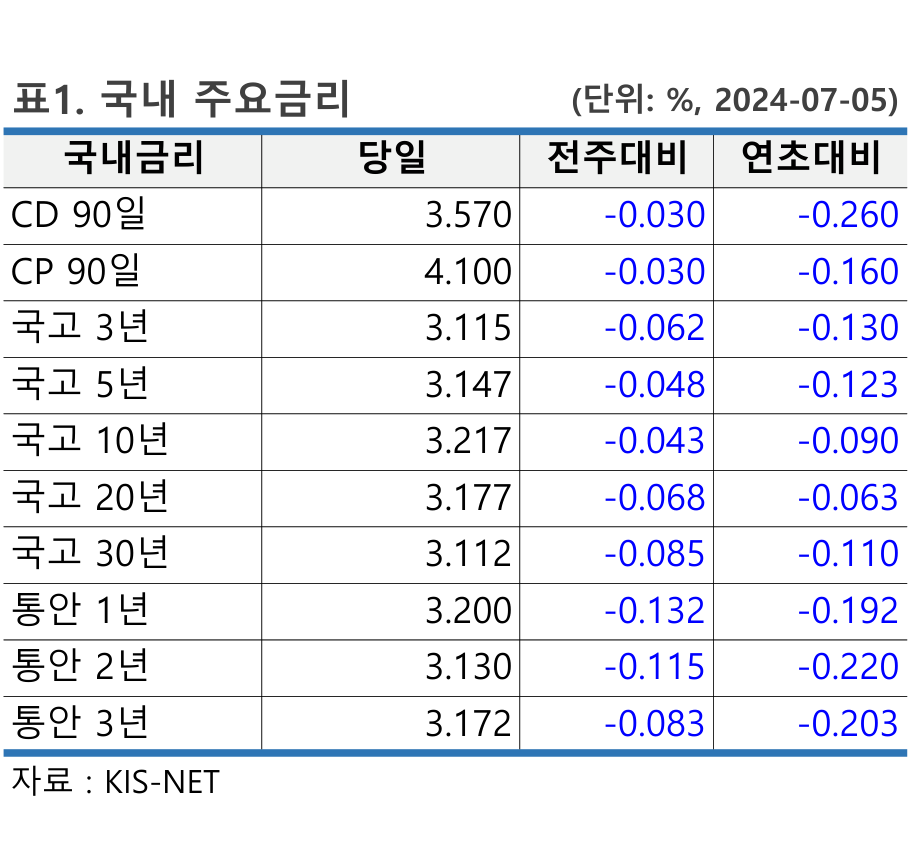 표1. 국내 주요금리 (단위: %, 2024-07-05)
국내금리 당일 전주대비 연초대비
CD 90일 3.570 -0.030 -0.260
CP 90일 4.100 -0.030 -0.160
국고 3년 3.115 -0.062 -0.130
국고 5년 3.147 -0.048 -0.123
국고 10년 3.217 -0.043 -0.090
국고 20년 3.177 -0.068 -0.063
국고 30년 3.112 -0.085 -0.110
통안 1년 3.200 -0.132 -0.192
통안 2년 3.130 -0.115 -0.220
통안 3년 3.172 -0.083 -0.203
자료 : KIS-NET